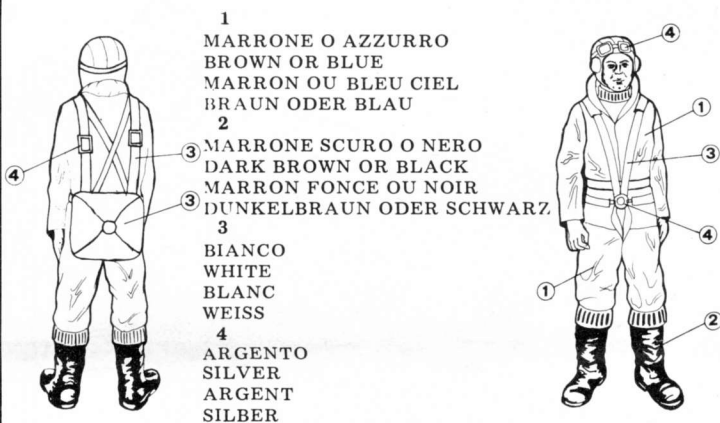 1
MARRONE O AZZURRO
BROWN OR BLUE
MARRON OU BLEU CIEL
BRAUN ODER BLAU
2
MARRONE SCURO O NERO
DARK BROWN OR BLACK
MARRON FONCE OU NOIR
DUNKELBRAUN ODER SCHWARZ
3
BIANCO
WHITE
BLANC
WEISS
4
ARGENTO
SILVER
ARGENT
SILBER
4
3
3
4
1
3
4
1
2